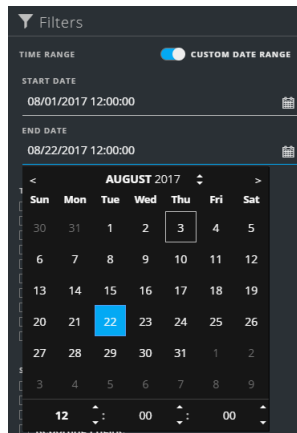 Filters
TIME RANGE CUSTOM DATE RANGE
START DATE
08/01/2017 12:00:00
END DATE
08/22/2017 12:00:00
< AUGUST 2017 >
Sun Mon Tue Wed Thu Fri Sat
30 31 1 2 3 4 5
6 7 8 9 10 11 12
13 14 15 16 17 18 19
20 21 22 23 24 25 26
27 28 29 30 31 1 2
3 4 5 6 7 8 9
12 : 00 : 00